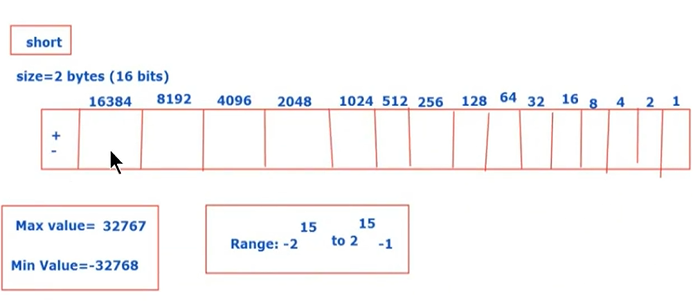 short
size=2 bytes (16 bits)
16384 8192 4096 2048 1024 512 256 128 64 32 16 8 4 2 1
+
-
Max value= 32767
Min Value=-32768
15 15
Range: -2 to 2 -1